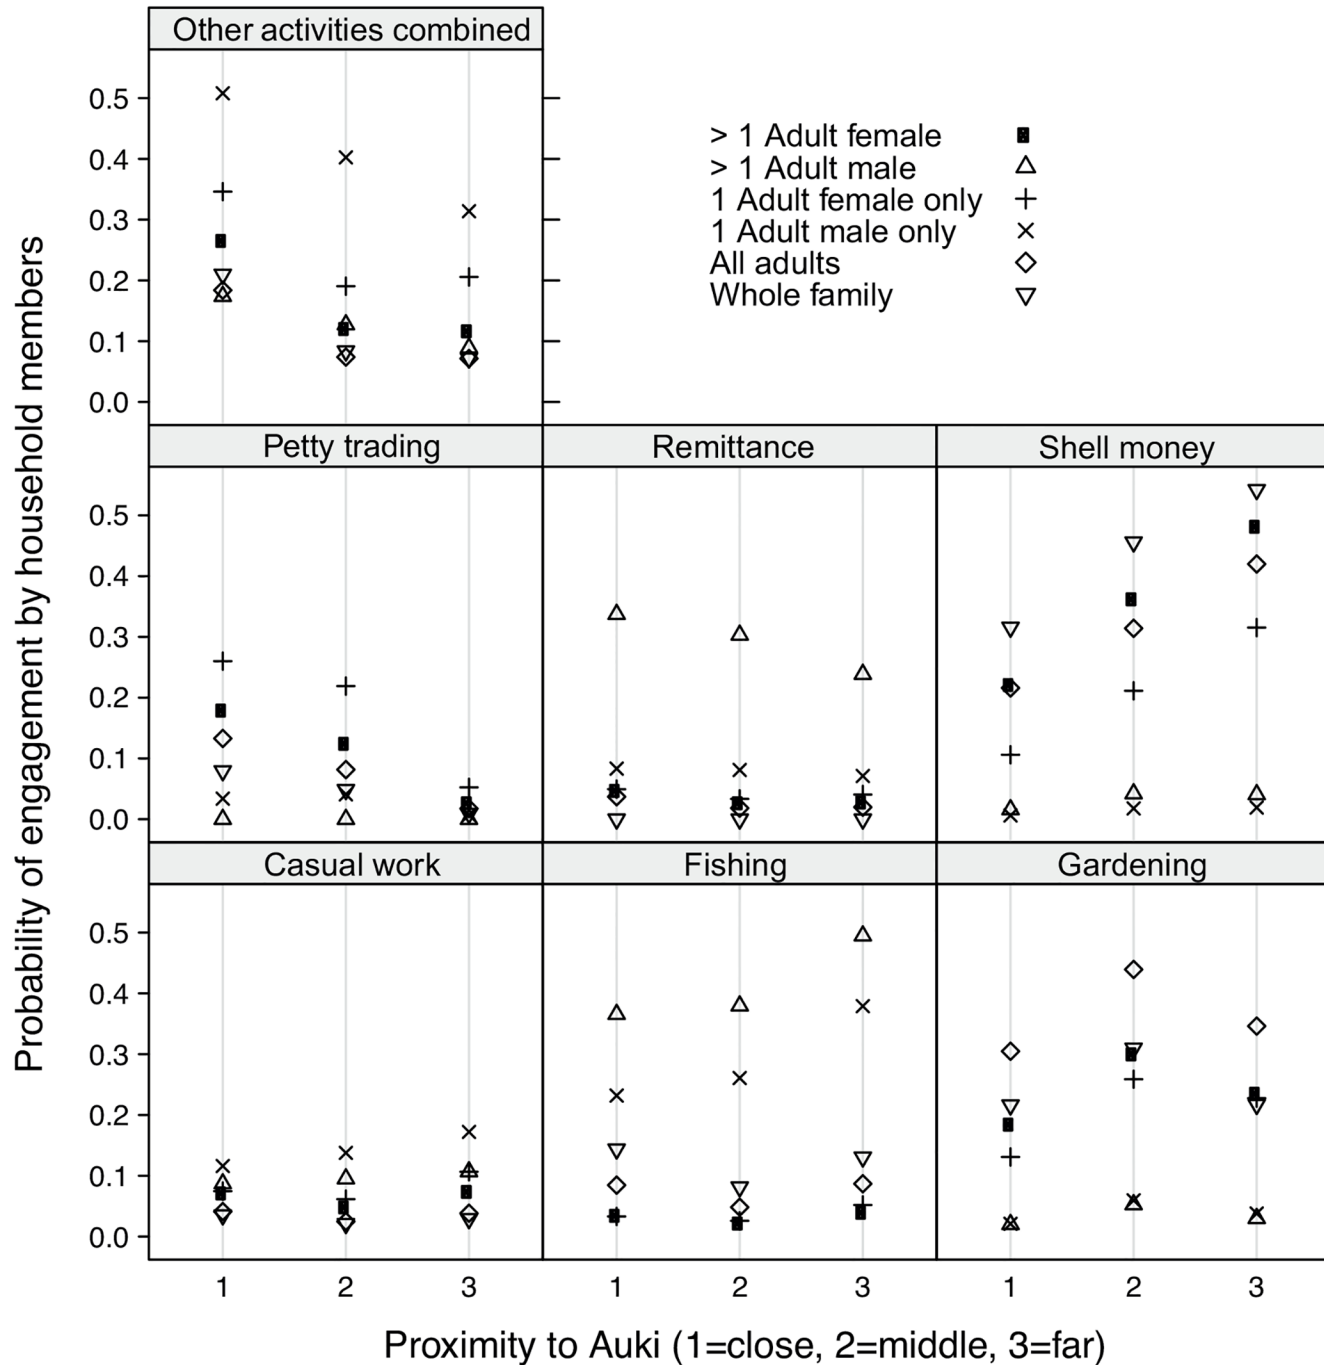 Other activities combined
0.5
0.4
0.3
0.2
0.1
0.0
> 1 Adult female
> 1 Adult male
1 Adult female only
1 Adult male only
All adults
Whole family
Probability of engagement by household members
Petty trading
Remittance
Shell money
0.5
0.4
0.3
0.2
0.1
0.0
Casual work
Fishing
Gardening
0.5
0.4
0.3
0.2
0.1
0.0
1 2 3 1 2 3 1 2 3
Proximity to Auki (1=close, 2=middle, 3=far)